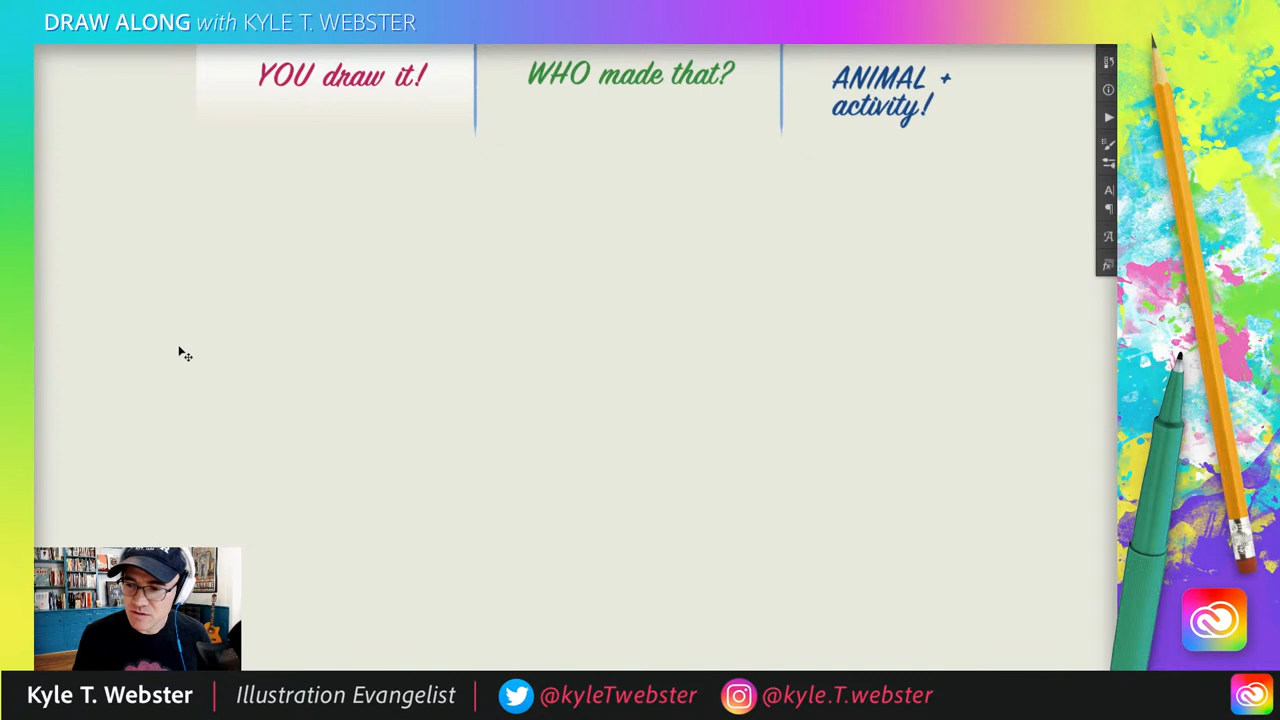 DRAW ALONG with KYLE T. WEBSTER
YOU draw it!
WHO made that?
ANIMAL +
activity!
Kyle T. Webster | Illustration Evangelist | @kyleTwebster @kyle.T.webster